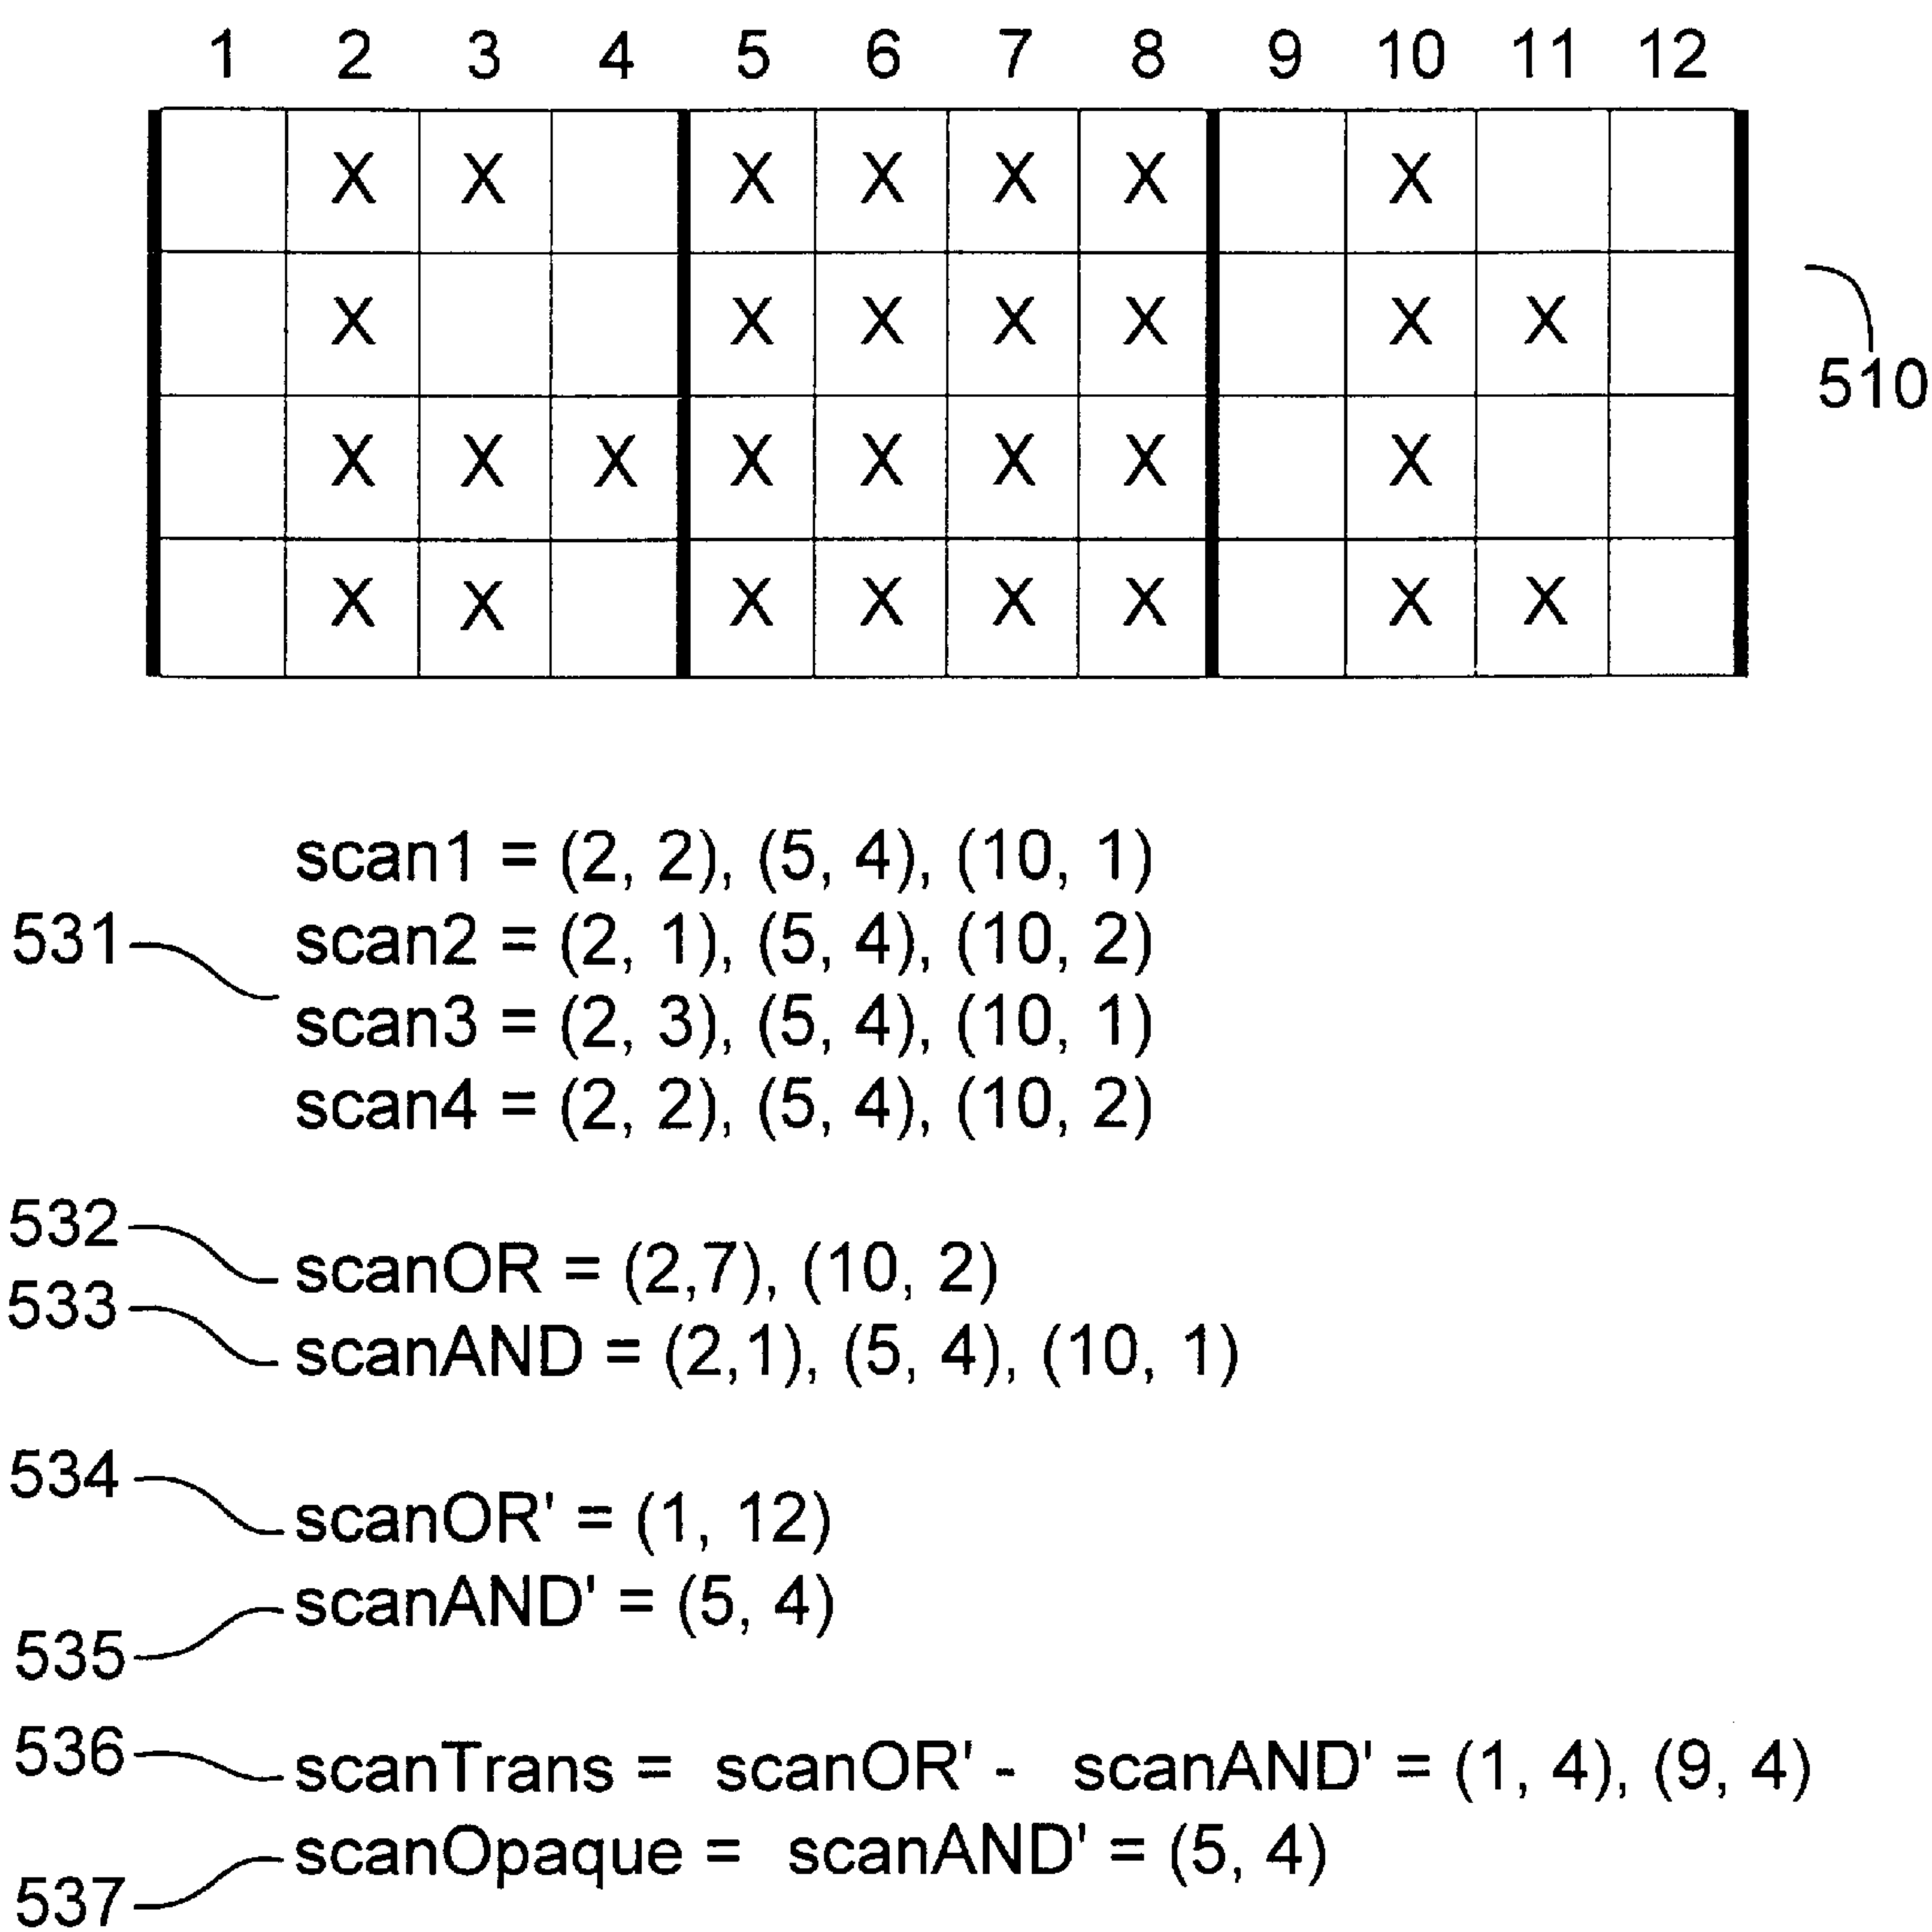 1 2 3 4 5 6 7 8 9 10 11 12
X X X X X X X
X X X X X X X
X X X X X X X X
X X X X X X X X
510
scan1 = (2, 2), (5, 4), (10, 1)
531 scan2 = (2, 1), (5, 4), (10, 2)
scan3 = (2, 3), (5, 4), (10, 1)
scan4 = (2, 2), (5, 4), (10, 2)
532 scanOR = (2,7), (10, 2)
533 scanAND = (2,1), (5, 4), (10, 1)
534 scanOR' = (1, 12)
535 scanAND' = (5, 4)
536 scanTrans = scanOR' - scanAND' = (1, 4), (9, 4)
537 scanOpaque = scanAND' = (5, 4)